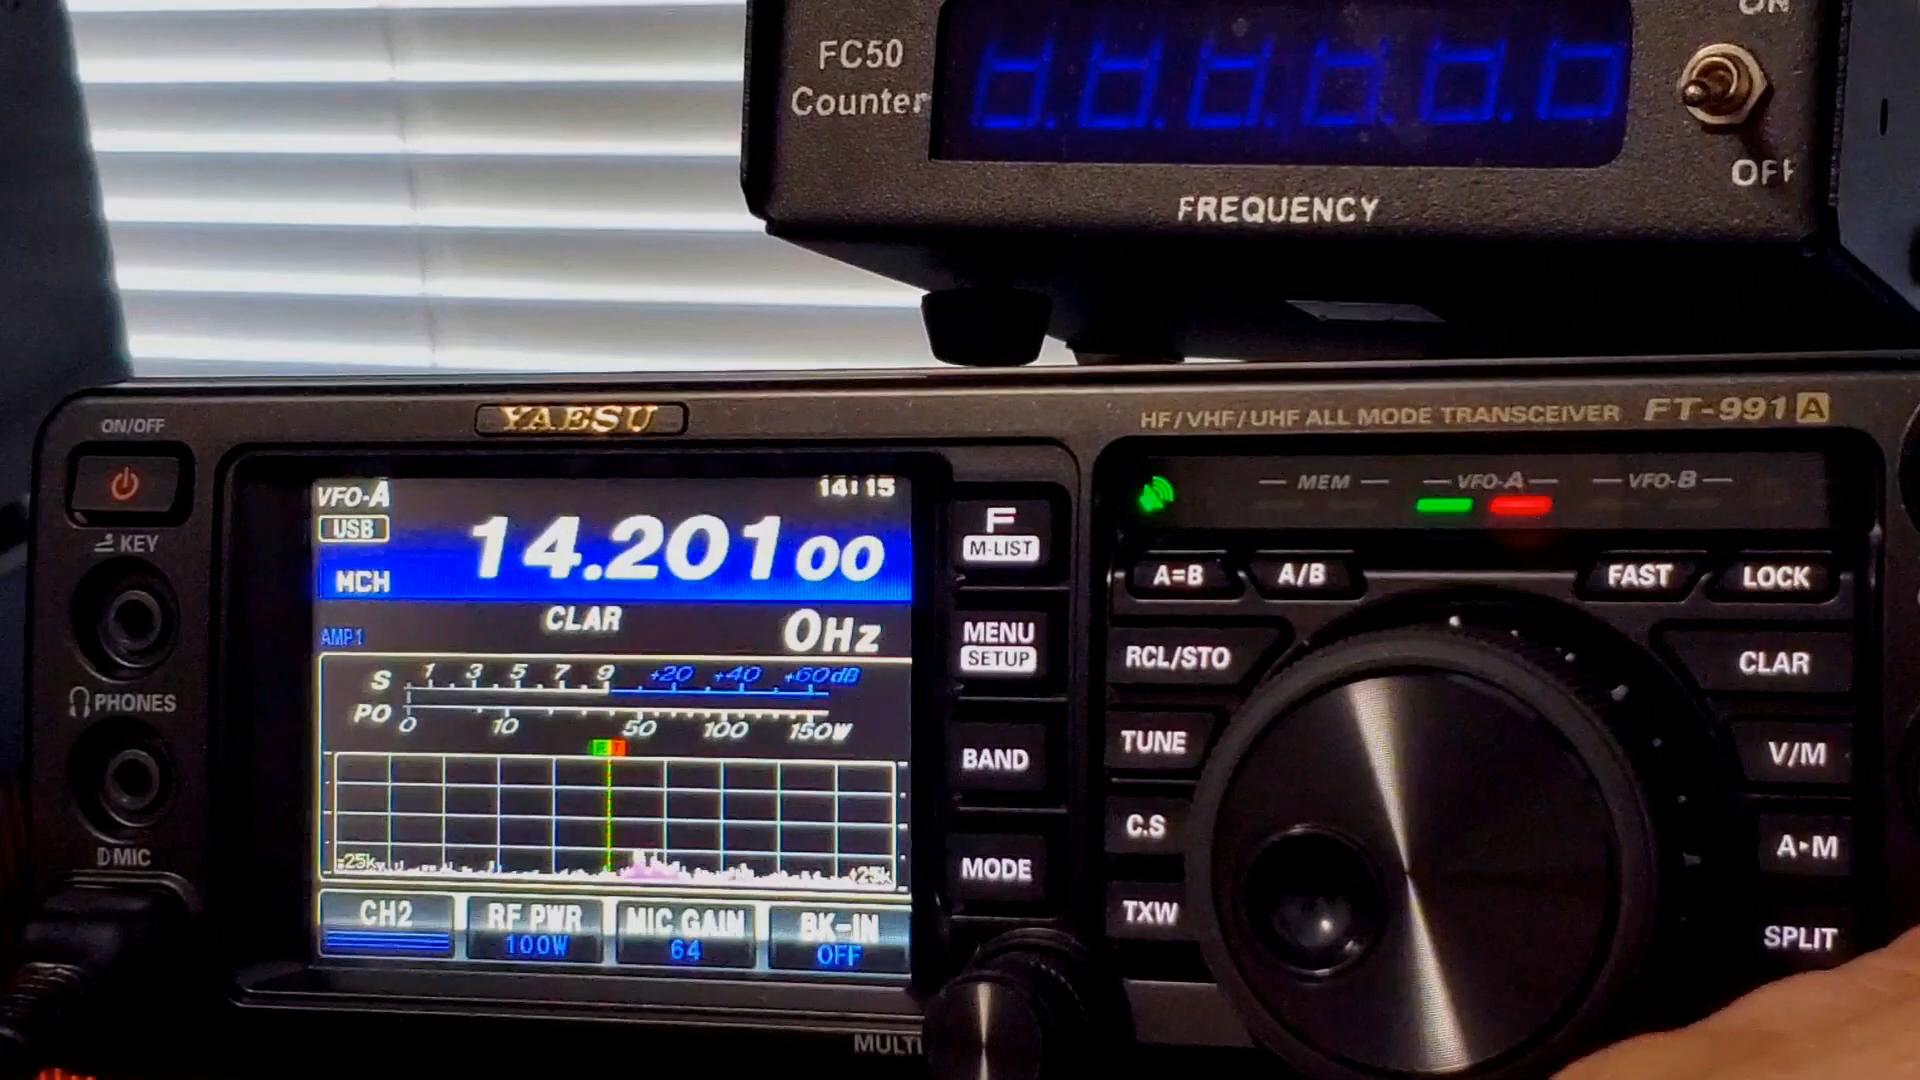 FC50
Counter
ON
OFF
FREQUENCY
ON/OFF
YAESU
HF/VHF/UHF ALL MODE TRANSCEIVER FT-991A
KEY
PHONES
MIC
VFO-A
14:15
USB
14.20100
MCH
CLAR
0Hz
AMP1
S 1 3 5 7 9 +20 +40 +60dB
PO 0 10 50 100 150W
R T
-25k
+25k
CH2
RF PWR
100W
MIC GAIN
64
BK-IN
OFF
F
M-LIST
MENU
SETUP
BAND
MODE
MULTI
MEM
VFO-A
VFO-B
A=B
A/B
FAST
LOCK
RCL/STO
CLAR
TUNE
V/M
C.S
A▸M
TXW
SPLIT